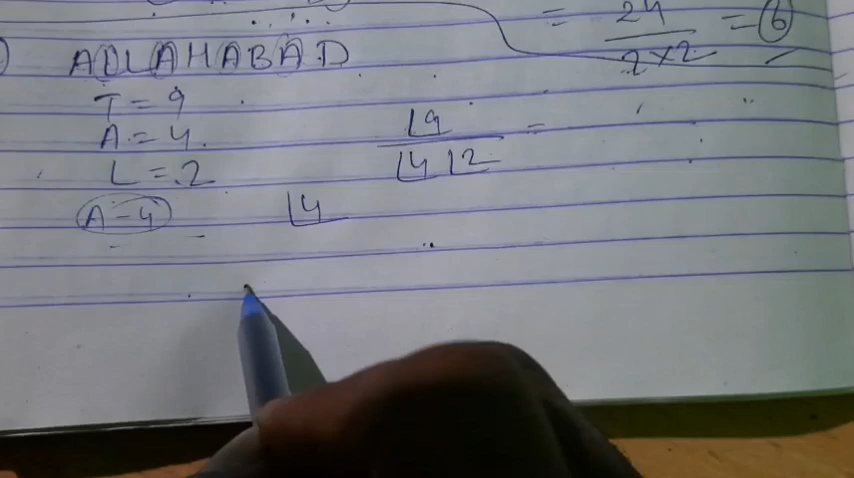 = 24 / 2×2 = 6
ALLAHABAD
T = 9
A = 4
L = 2
|9 / |4 |2 =
A - 4
|4